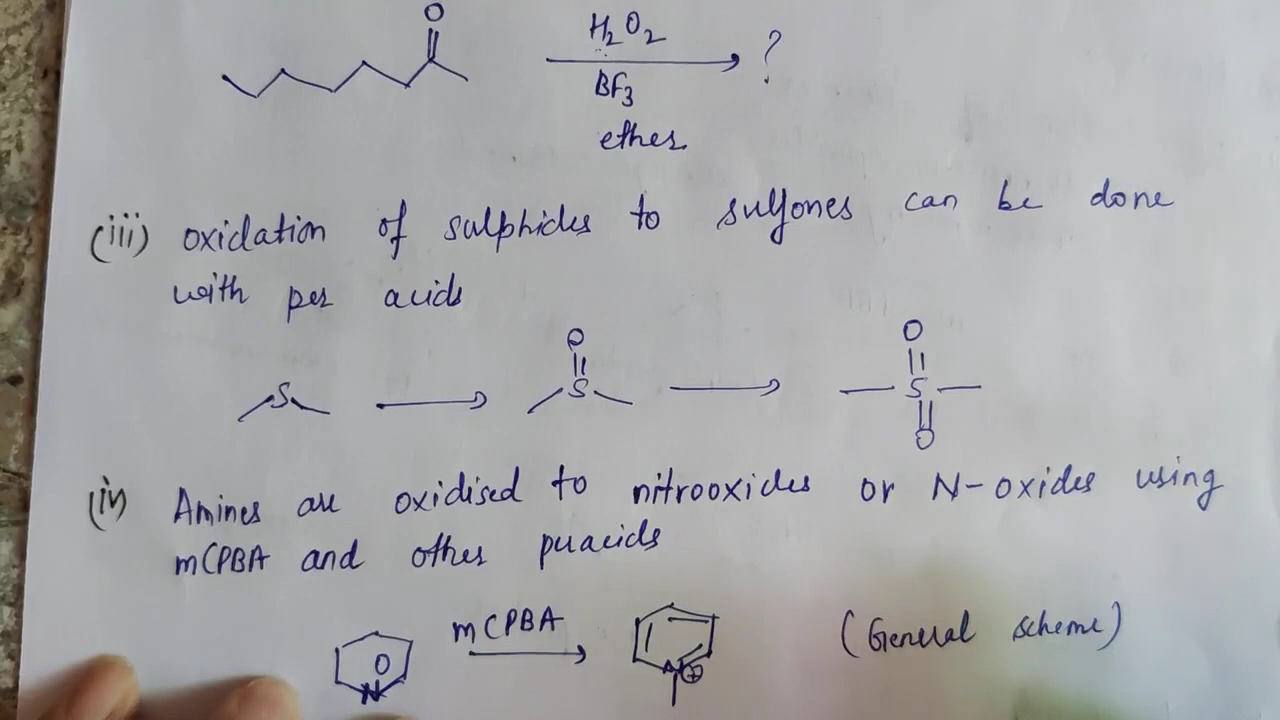 O
H₂O₂
?
BF₃
ether
(iii) oxidation of sulphides to sulfones can be done
with per acids
O O
S S S
O
(iv) Amines are oxidised to nitrooxides or N-oxides using
mCPBA and other peracids
mCPBA (General scheme)
O
N N⊕